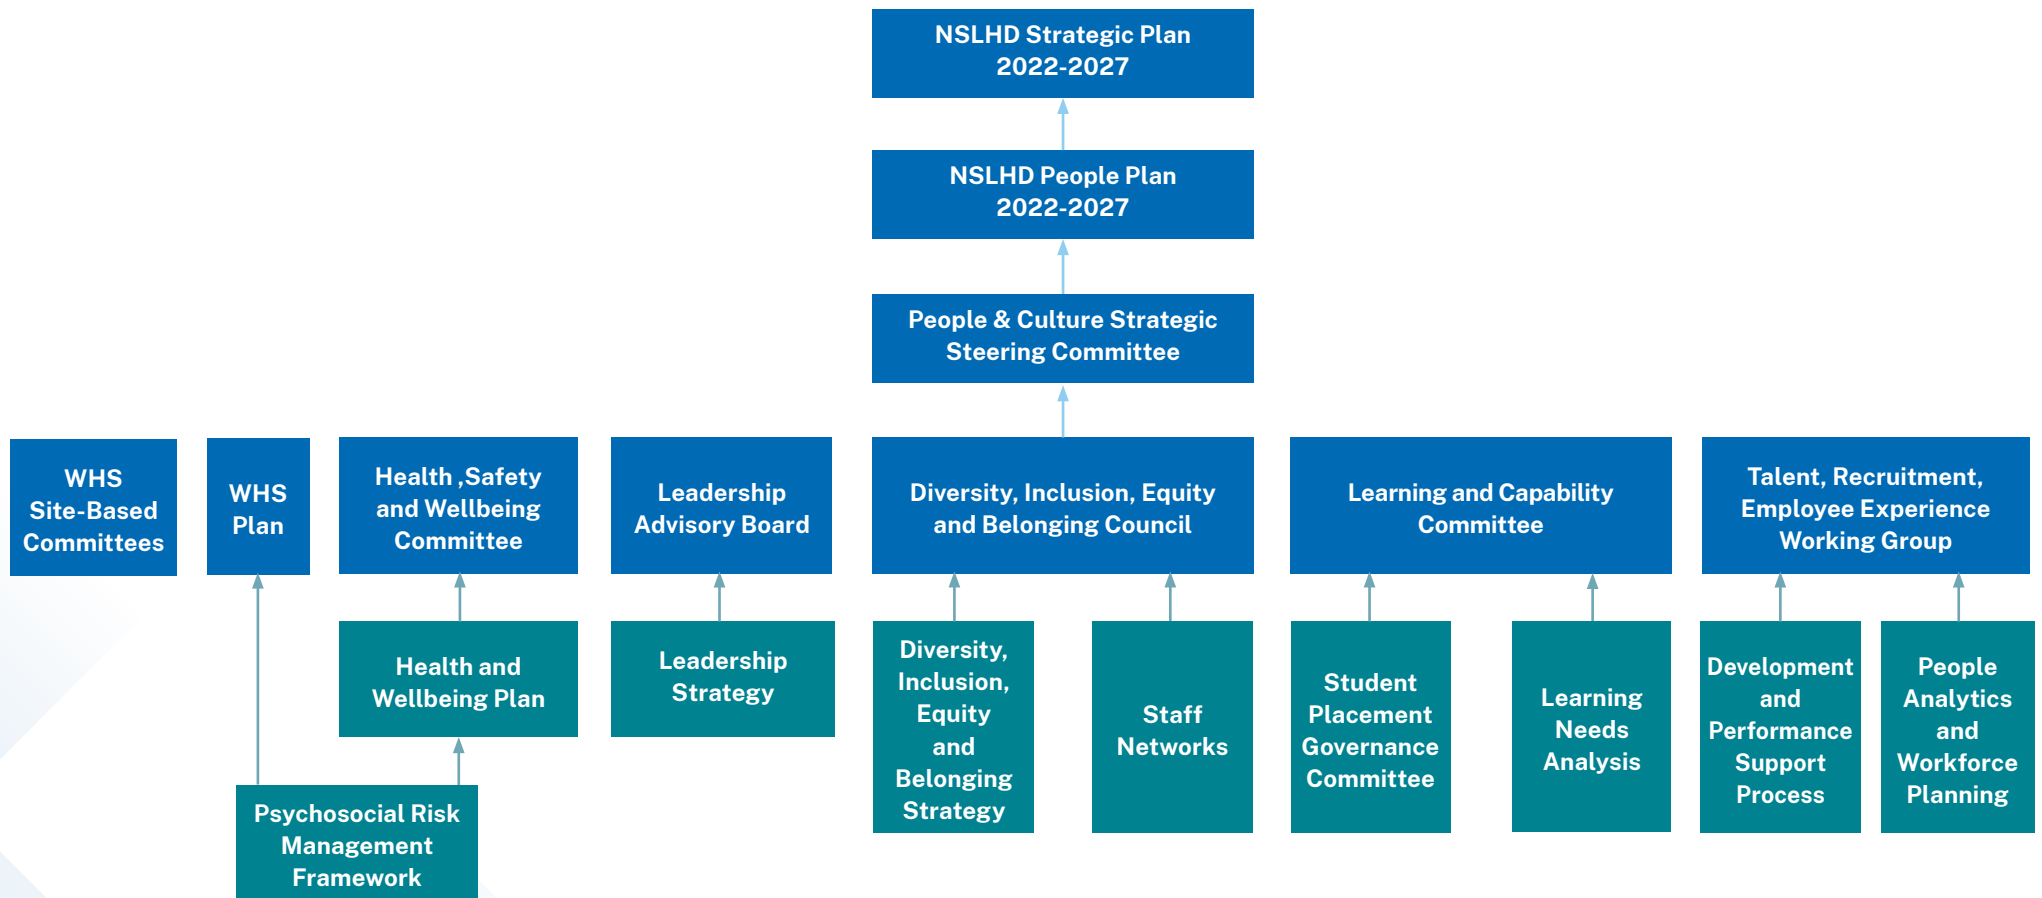 NSLHD Strategic Plan
2022-2027
NSLHD People Plan
2022-2027
People & Culture Strategic
Steering Committee
WHS
Site-Based
Committees
WHS
Plan
Health ,Safety
and Wellbeing
Committee
Leadership
Advisory Board
Diversity, Inclusion, Equity
and Belonging Council
Learning and Capability
Committee
Talent, Recruitment,
Employee Experience
Working Group
Health and
Wellbeing Plan
Leadership
Strategy
Diversity,
Inclusion,
Equity
and
Belonging
Strategy
Staff
Networks
Student
Placement
Governance
Committee
Learning
Needs
Analysis
Development
and
Performance
Support
Process
People
Analytics
and
Workforce
Planning
Psychosocial Risk
Management
Framework